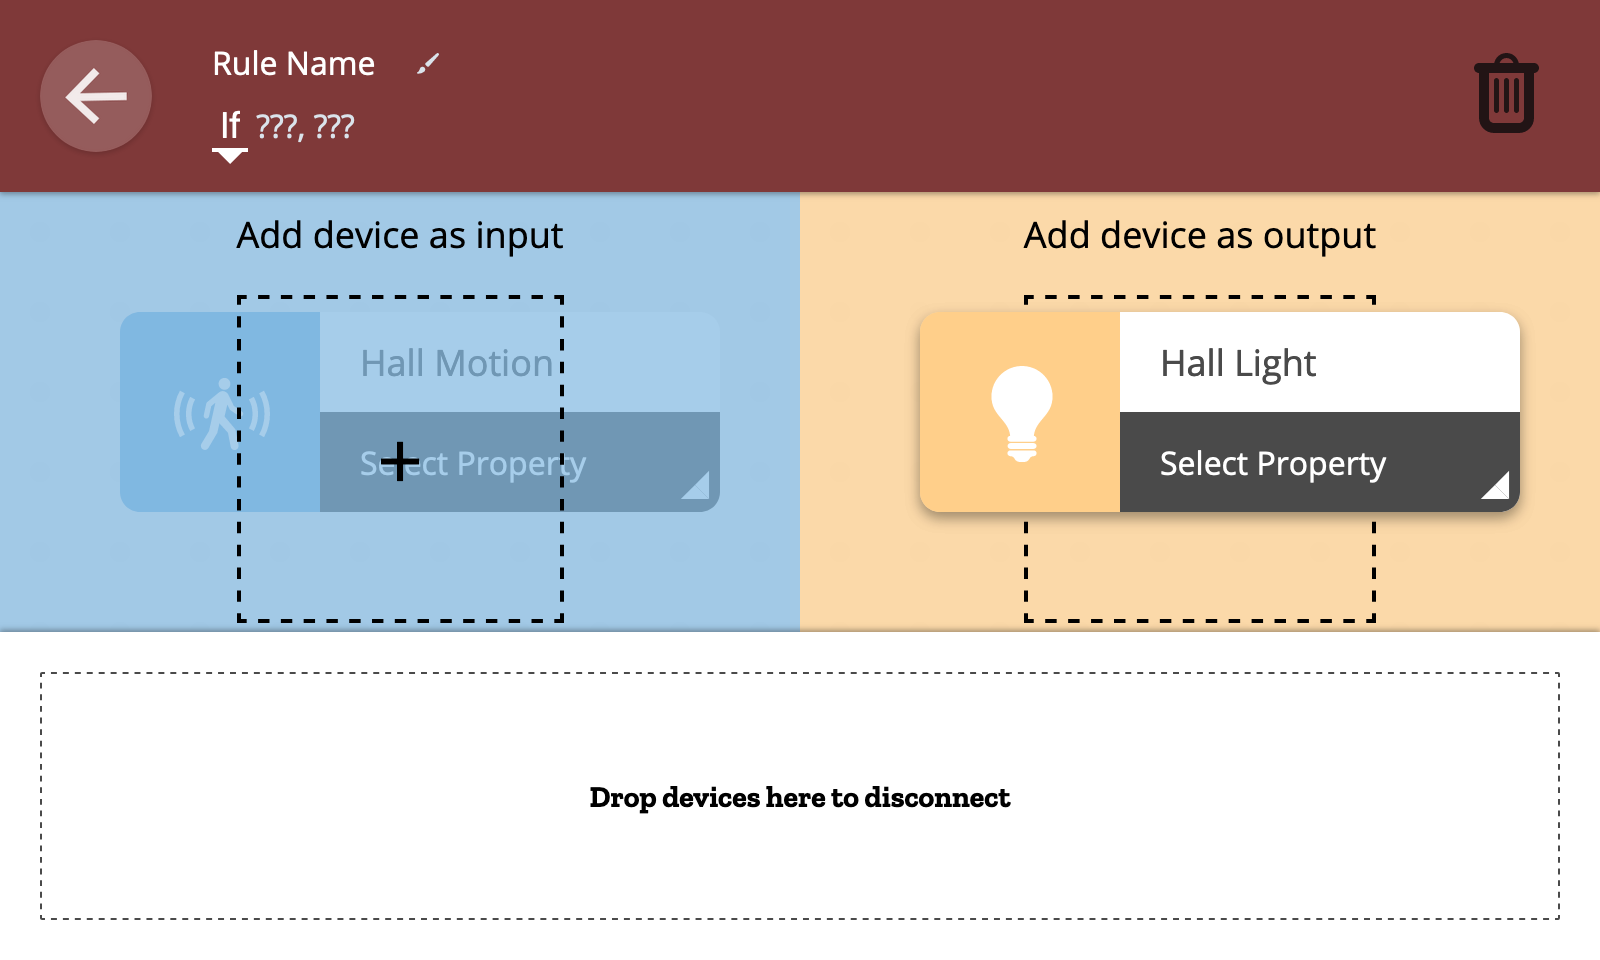 Rule Name
If ???, ???
Add device as input
Add device as output
Hall Motion
Select Property
Hall Light
Select Property
Drop devices here to disconnect